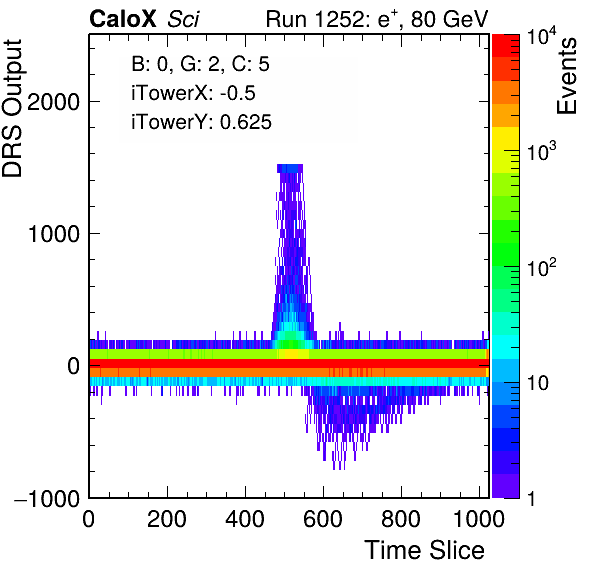 CaloX Sci
Run 1252: e⁺, 80 GeV
B: 0, G: 2, C: 5
iTowerX: -0.5
iTowerY: 0.625
DRS Output
2000
1000
0
−1000
0
200
400
600
800
1000
Time Slice
Events
10⁴
10³
10²
10
1